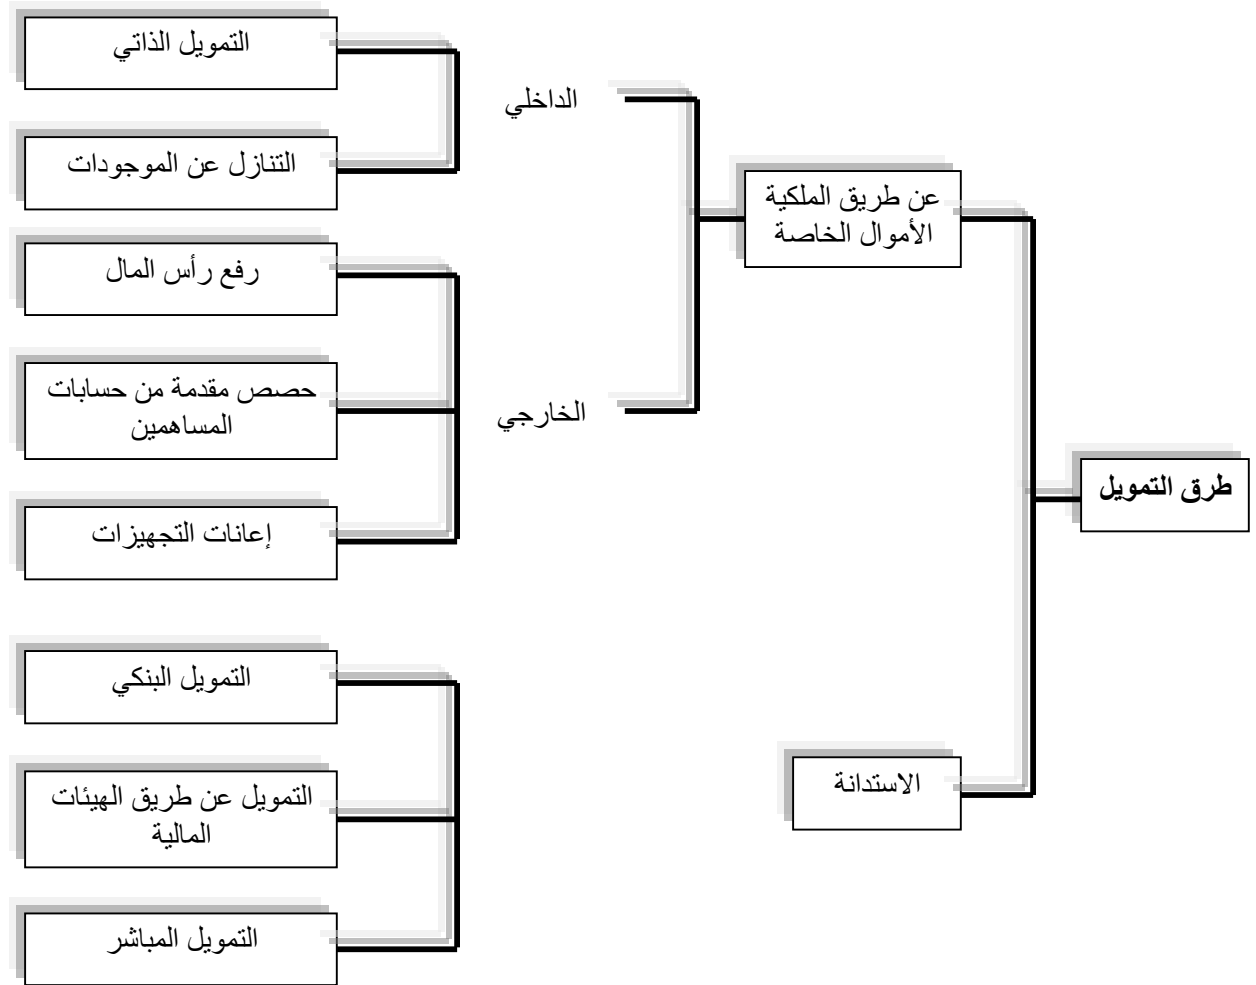 طرق التمويل
عن طريق الملكية
الأموال الخاصة
الداخلي
التمويل الذاتي
التنازل عن الموجودات
الخارجي
رفع رأس المال
حصص مقدمة من حسابات
المساهمين
إعانات التجهيزات
الاستدانة
التمويل البنكي
التمويل عن طريق الهيئات
المالية
التمويل المباشر